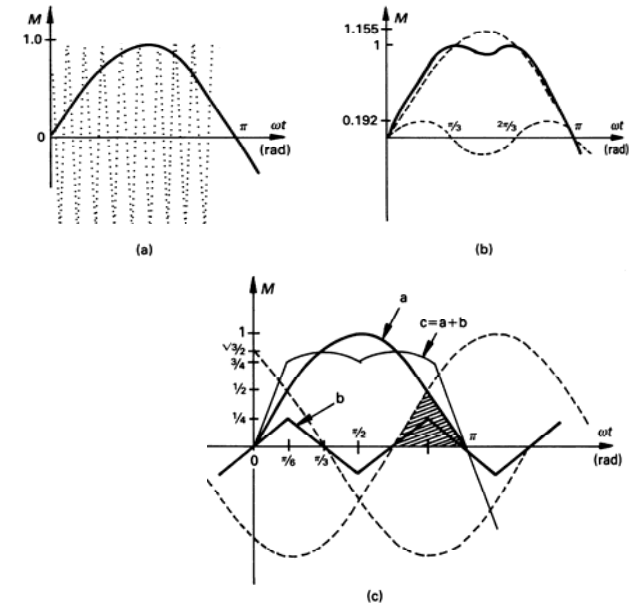 M
1.0
0
π
ωt
(rad)
(a)
M
1.155
1
0.192
π/3
2π/3
π
ωt
(rad)
(b)
M
a
c=a+b
1
√3/2
3/4
1/2
b
1/4
0
π/6
π/3
π/2
π
ωt
(rad)
(c)